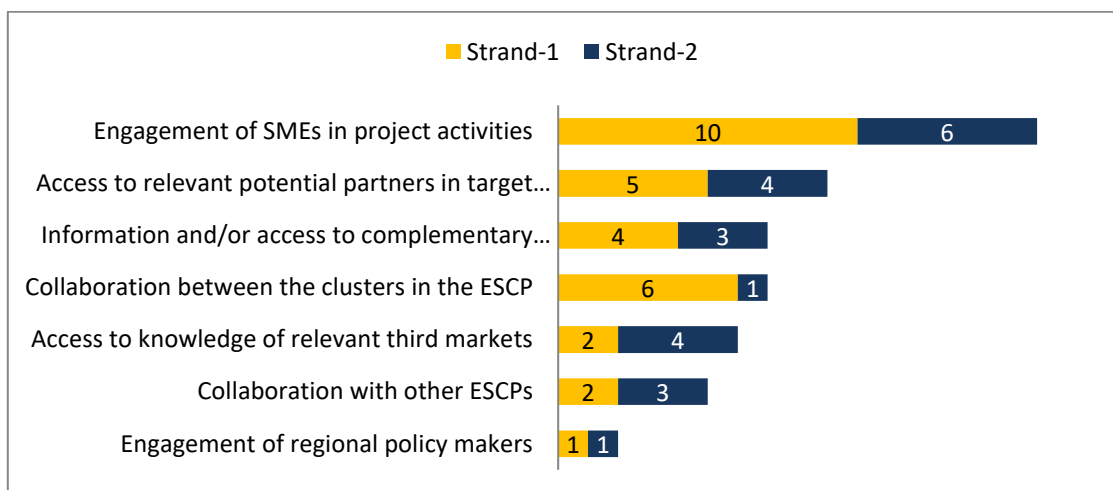 Strand-1 Strand-2
Engagement of SMEs in project activities 10 6
Access to relevant potential partners in target... 5 4
Information and/or access to complementary... 4 3
Collaboration between the clusters in the ESCP 6 1
Access to knowledge of relevant third markets 2 4
Collaboration with other ESCPs 2 3
Engagement of regional policy makers 1 1